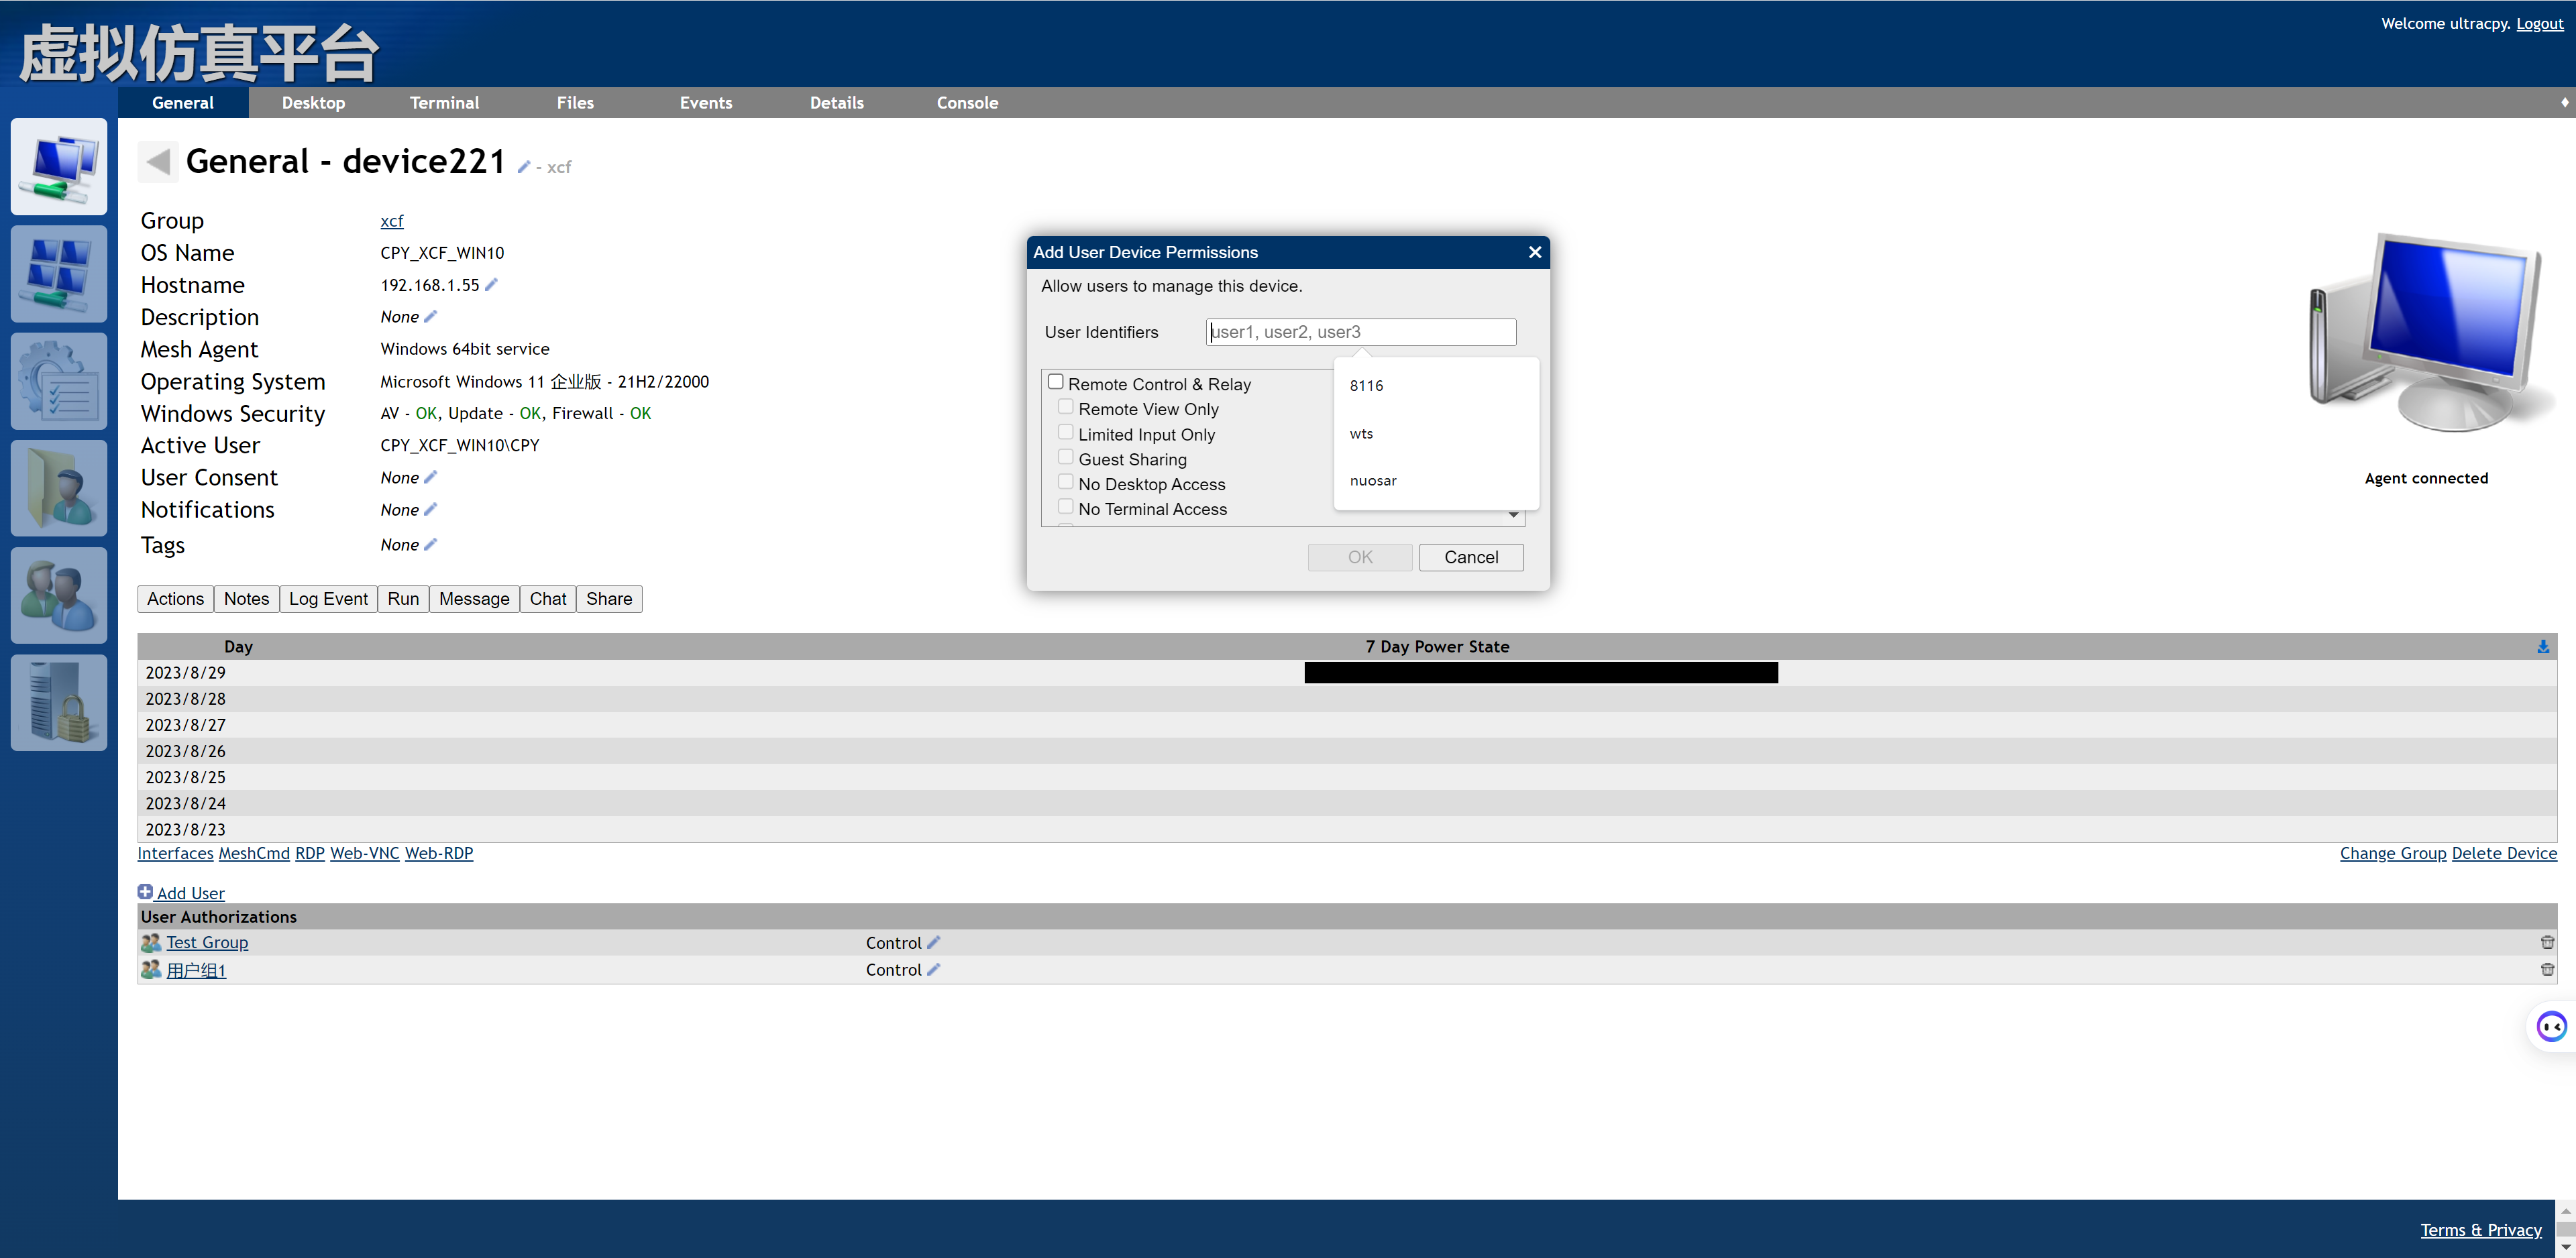 虚拟仿真平台
Welcome ultracpy. Logout
General Desktop Terminal Files Events Details Console
General - device221 - xcf
Group xcf
OS Name CPY_XCF_WIN10
Hostname 192.168.1.55
Description None
Mesh Agent Windows 64bit service
Operating System Microsoft Windows 11 企业版 - 21H2/22000
Windows Security AV - OK, Update - OK, Firewall - OK
Active User CPY_XCF_WIN10\CPY
User Consent None
Notifications None
Tags None
Add User Device Permissions
Allow users to manage this device.
User Identifiers user1, user2, user3
Remote Control & Relay
Remote View Only
Limited Input Only
Guest Sharing
No Desktop Access
No Terminal Access
8116
wts
nuosar
OK Cancel
Agent connected
Actions Notes Log Event Run Message Chat Share
Day 7 Day Power State
2023/8/29
2023/8/28
2023/8/27
2023/8/26
2023/8/25
2023/8/24
2023/8/23
Interfaces MeshCmd RDP Web-VNC Web-RDP
Change Group Delete Device
Add User
User Authorizations
Test Group Control
用户组1 Control
Terms & Privacy